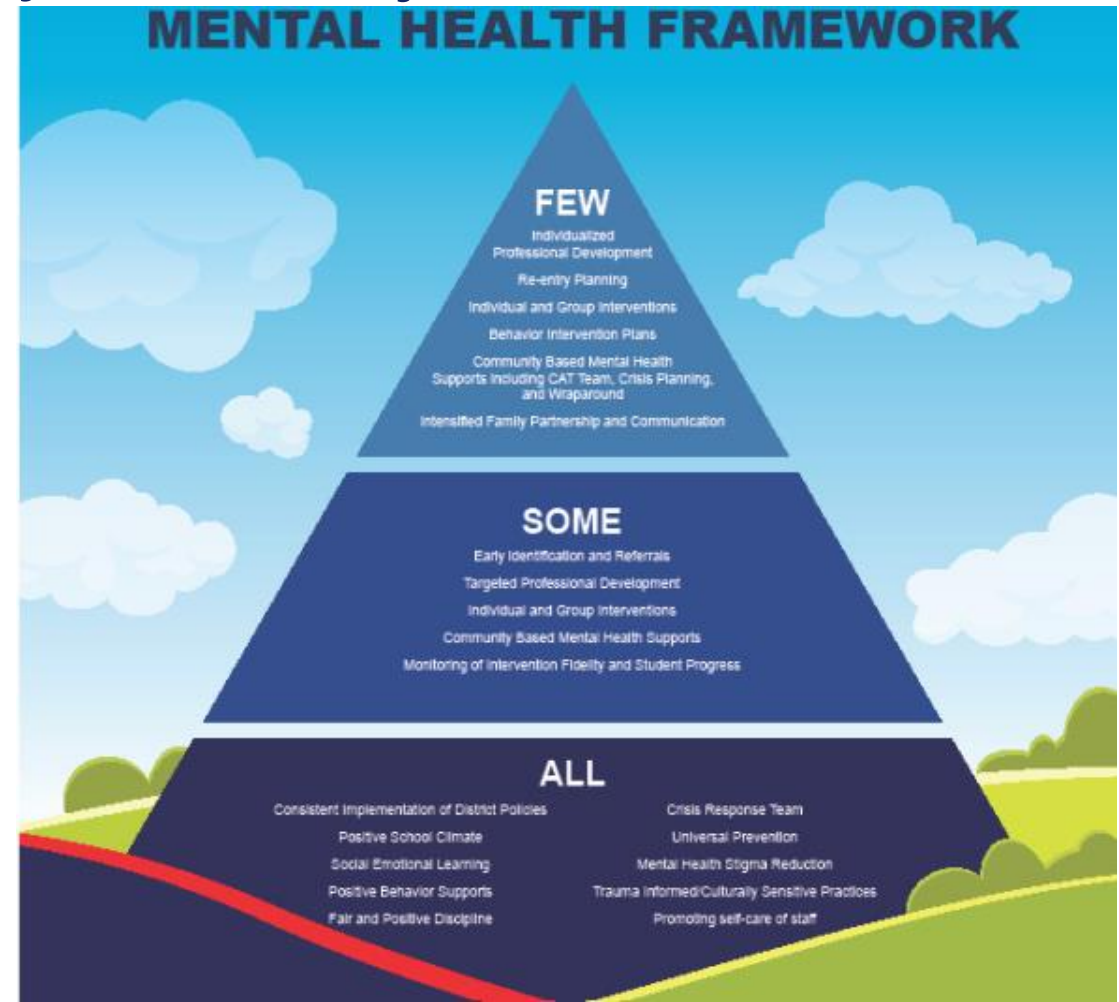 MENTAL HEALTH FRAMEWORK
FEW
Individualized
Professional Development
Re-entry Planning
Individual and Group Interventions
Behavior Intervention Plans
Community Based Mental Health
Supports Including CAT Team, Crisis Planning,
and Wraparound
Intensified Family Partnership and Communication
SOME
Early Identification and Referrals
Targeted Professional Development
Individual and Group Interventions
Community Based Mental Health Supports
Monitoring of Intervention Fidelity and Student Progress
ALL
Consistent Implementation of District Policies
Positive School Climate
Social Emotional Learning
Positive Behavior Supports
Fair and Positive Discipline
Crisis Response Team
Universal Prevention
Mental Health Stigma Reduction
Trauma Informed/Culturally Sensitive Practices
Promoting self-care of staff